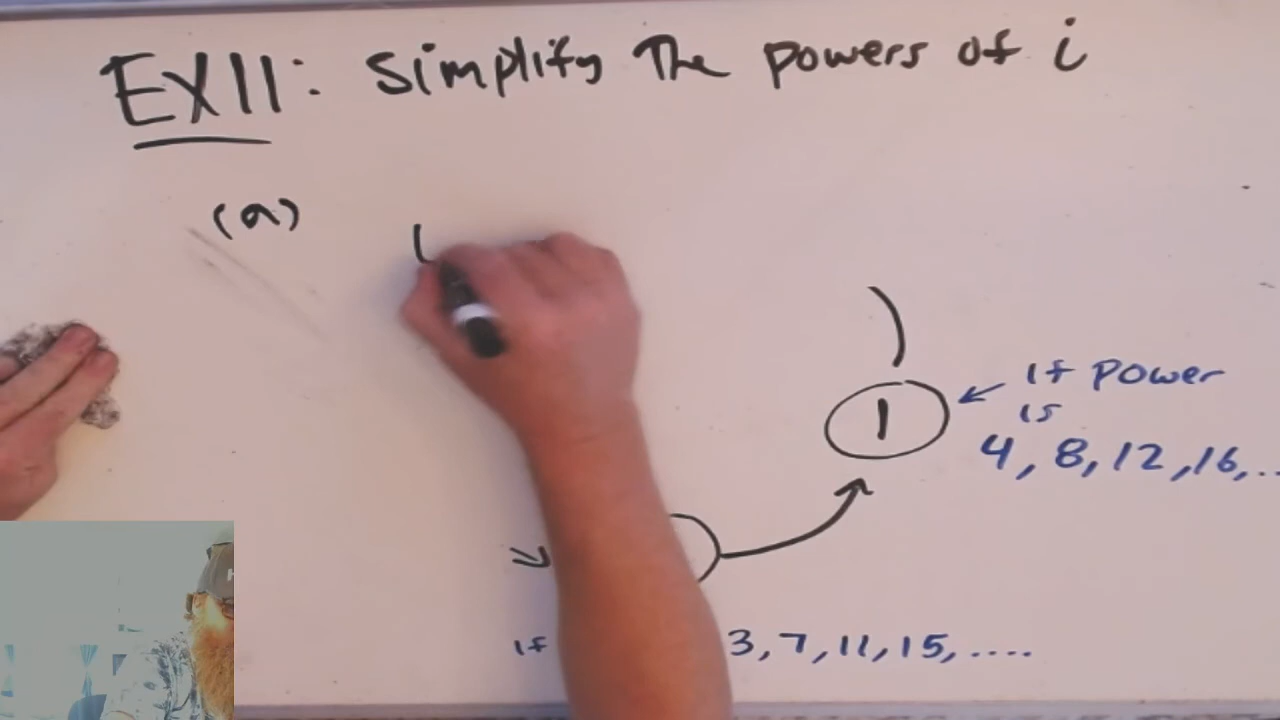 EX11: Simplify The powers of i
(a)
1
if power
is
4, 8, 12, 16,..
if
3, 7, 11, 15, ....